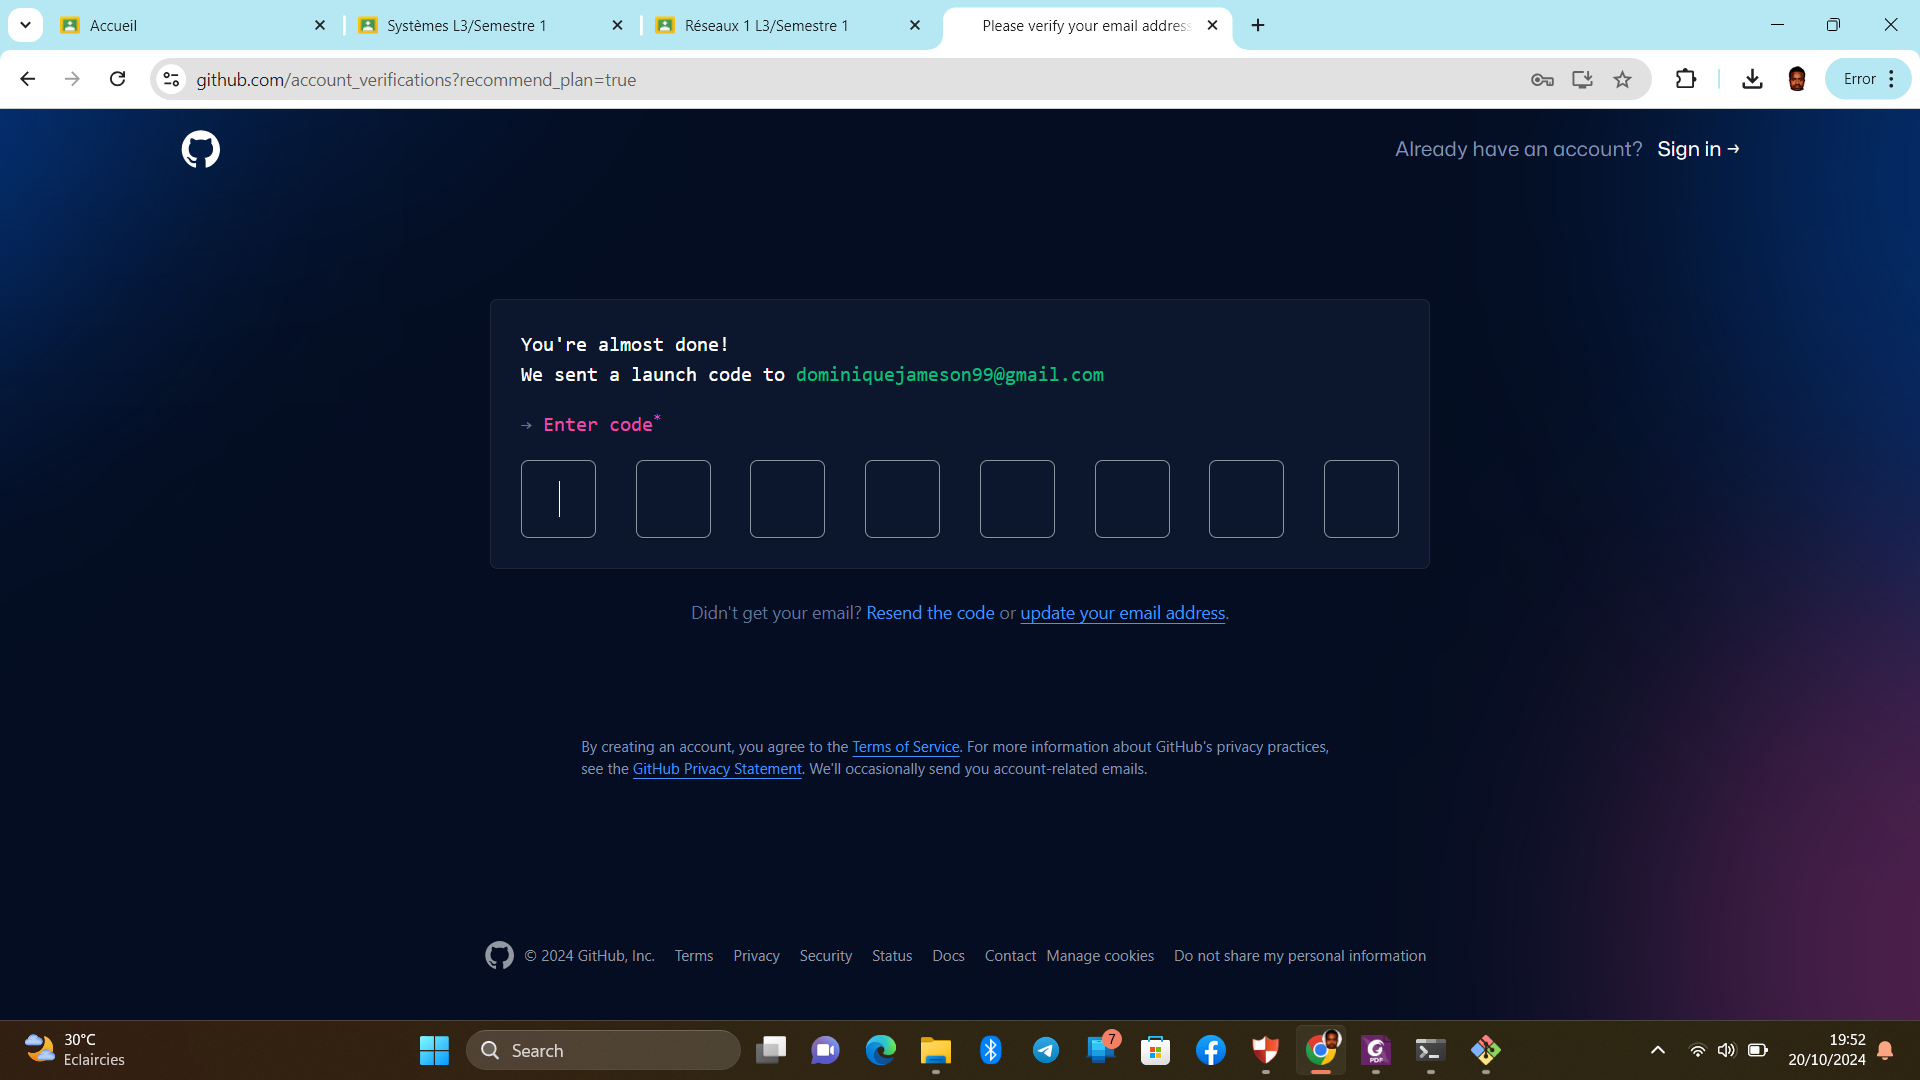 Accueil
Systèmes L3/Semestre 1
Réseaux 1 L3/Semestre 1
Please verify your email address
github.com/account_verifications?recommend_plan=true
Error
Already have an account? Sign in →
You're almost done!
We sent a launch code to dominiquejameson99@gmail.com
→ Enter code*
Didn't get your email? Resend the code or update your email address.
By creating an account, you agree to the Terms of Service. For more information about GitHub's privacy practices,
see the GitHub Privacy Statement. We'll occasionally send you account-related emails.
© 2024 GitHub, Inc. Terms Privacy Security Status Docs Contact Manage cookies Do not share my personal information
30°C
Eclaircies
Search
7
PDF
19:52
20/10/2024